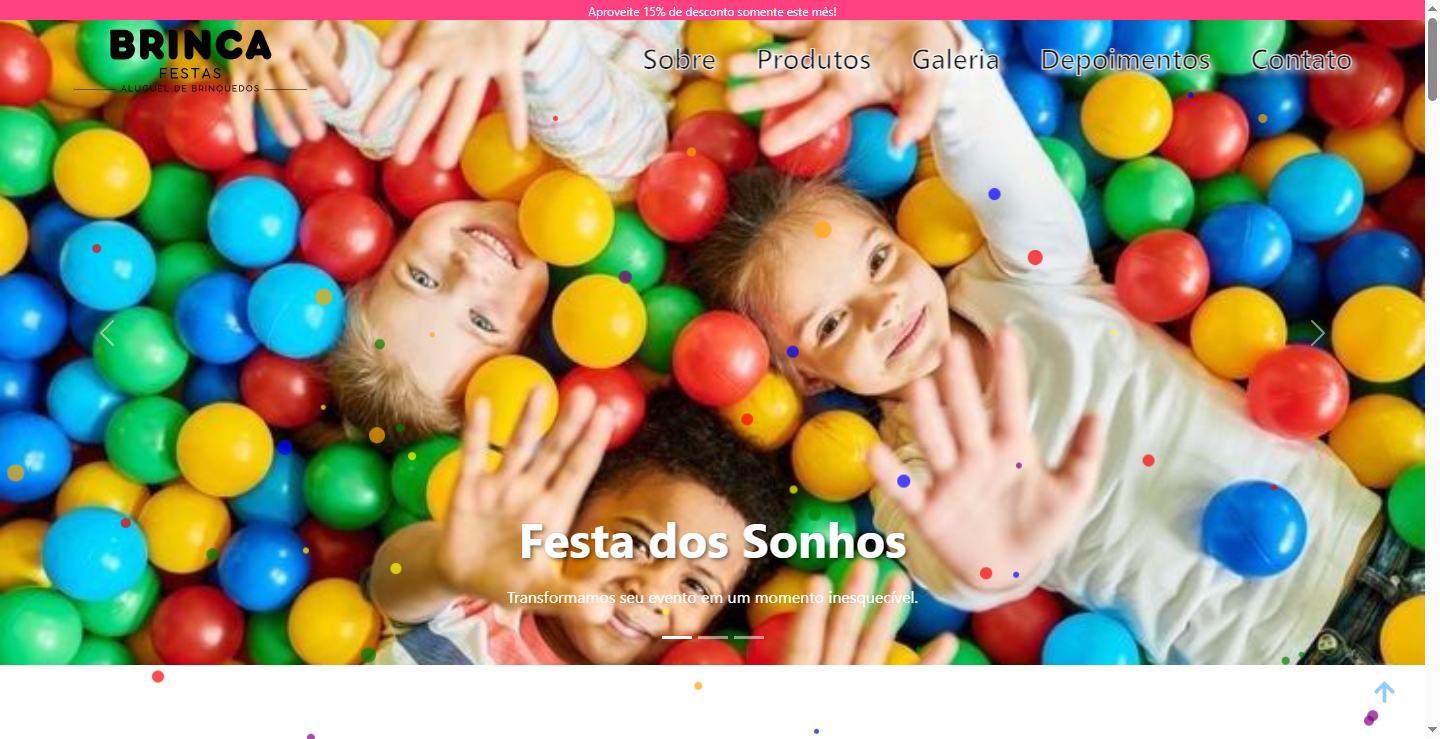 Aproveite 15% de desconto somente este mês!
BRINCA
FESTAS
ALUGUEL DE BRINQUEDOS
Sobre
Produtos
Galeria
Depoimentos
Contato
Festa dos Sonhos
Transformamos seu evento em um momento inesquecível.